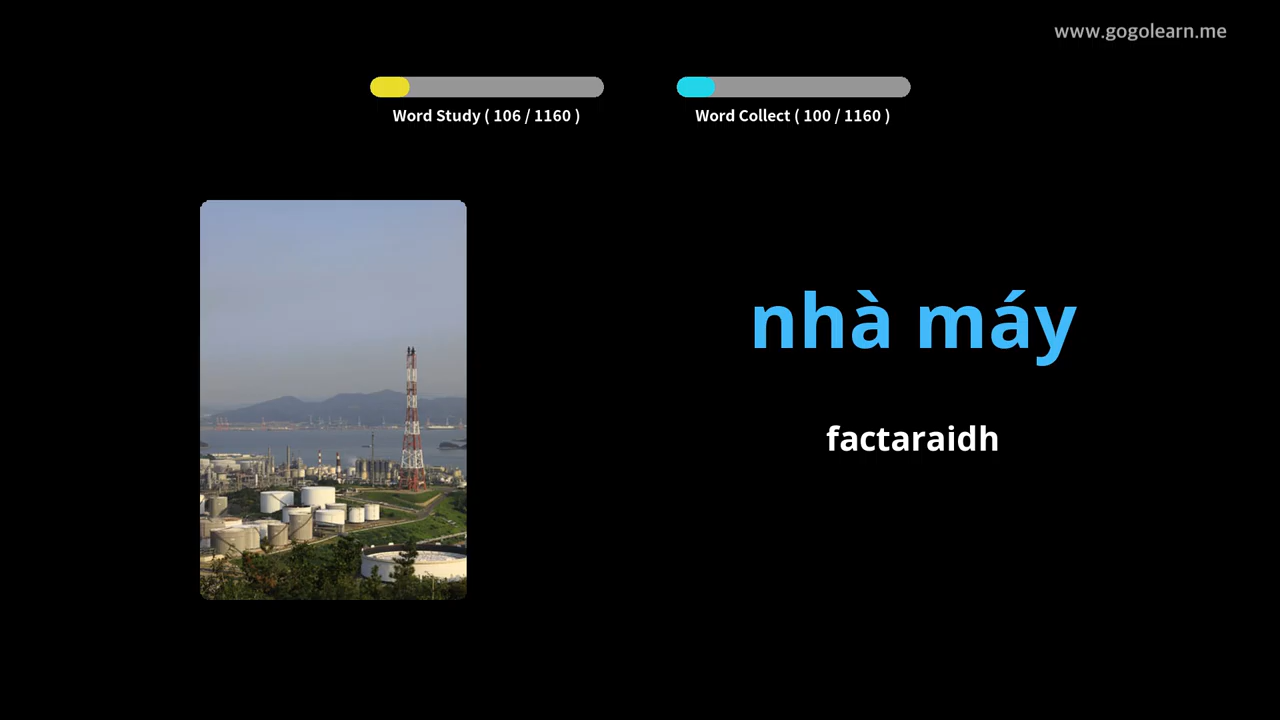 www.gogolearn.me
Word Study ( 106 / 1160 )
Word Collect ( 100 / 1160 )
nhà máy
factaraidh